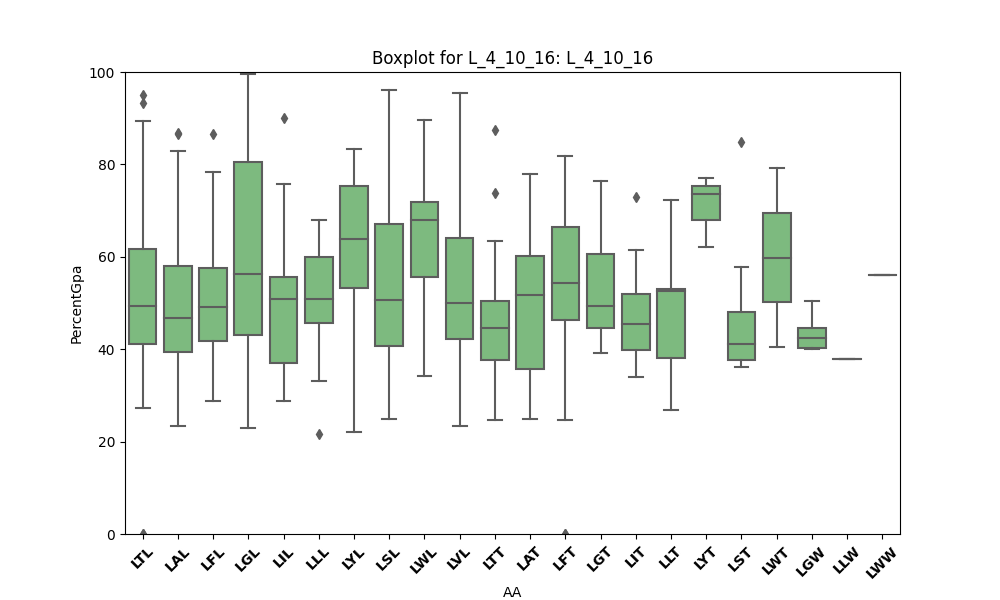 Boxplot for L_4_10_16: L_4_10_16
PercentGpa
100
80
60
40
20
0
LTL LAL LFL LGL LIL LLL LYL LSL LWL LVL LTT LAT LFT LGT LIT LLT LYT LST LWT LGW LLW LWW
AA